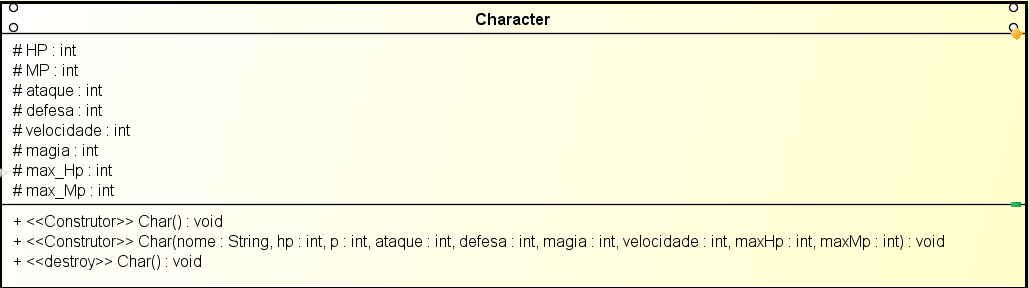 Character
# HP : int
# MP : int
# ataque : int
# defesa : int
# velocidade : int
# magia : int
# max_Hp : int
# max_Mp : int
+ <<Construtor>> Char() : void
+ <<Construtor>> Char(nome : String, hp : int, p : int, ataque : int, defesa : int, magia : int, velocidade : int, maxHp : int, maxMp : int) : void
+ <<destroy>> Char() : void